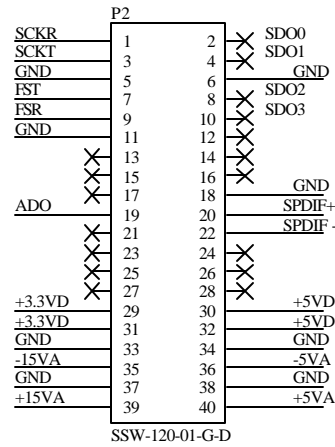 P2
SCKR 1 2 SDO0
SCKT 3 4 SDO1
GND 5 6 GND
FST 7 8 SDO2
FSR 9 10 SDO3
GND 11 12
13 14
15 16
17 18 GND
ADO 19 20 SPDIF+
21 22 SPDIF -
23 24
25 26
27 28
+3.3VD 29 30 +5VD
+3.3VD 31 32 +5VD
GND 33 34 GND
-15VA 35 36 -5VA
GND 37 38 GND
+15VA 39 40 +5VA
SSW-120-01-G-D